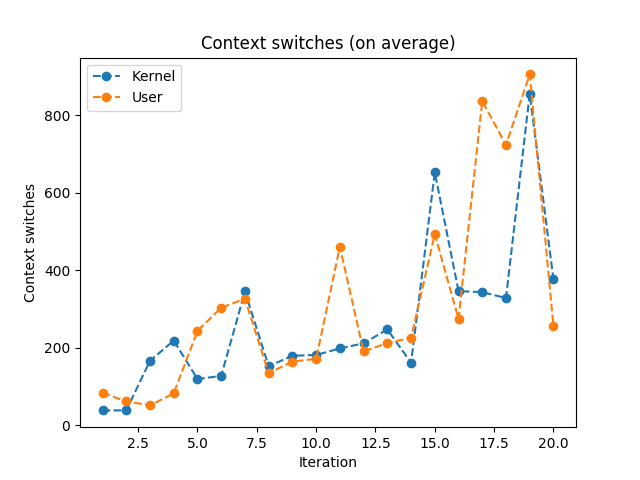 Context switches (on average)
Kernel
User
Context switches
800
600
400
200
0
2.5 5.0 7.5 10.0 12.5 15.0 17.5 20.0
Iteration